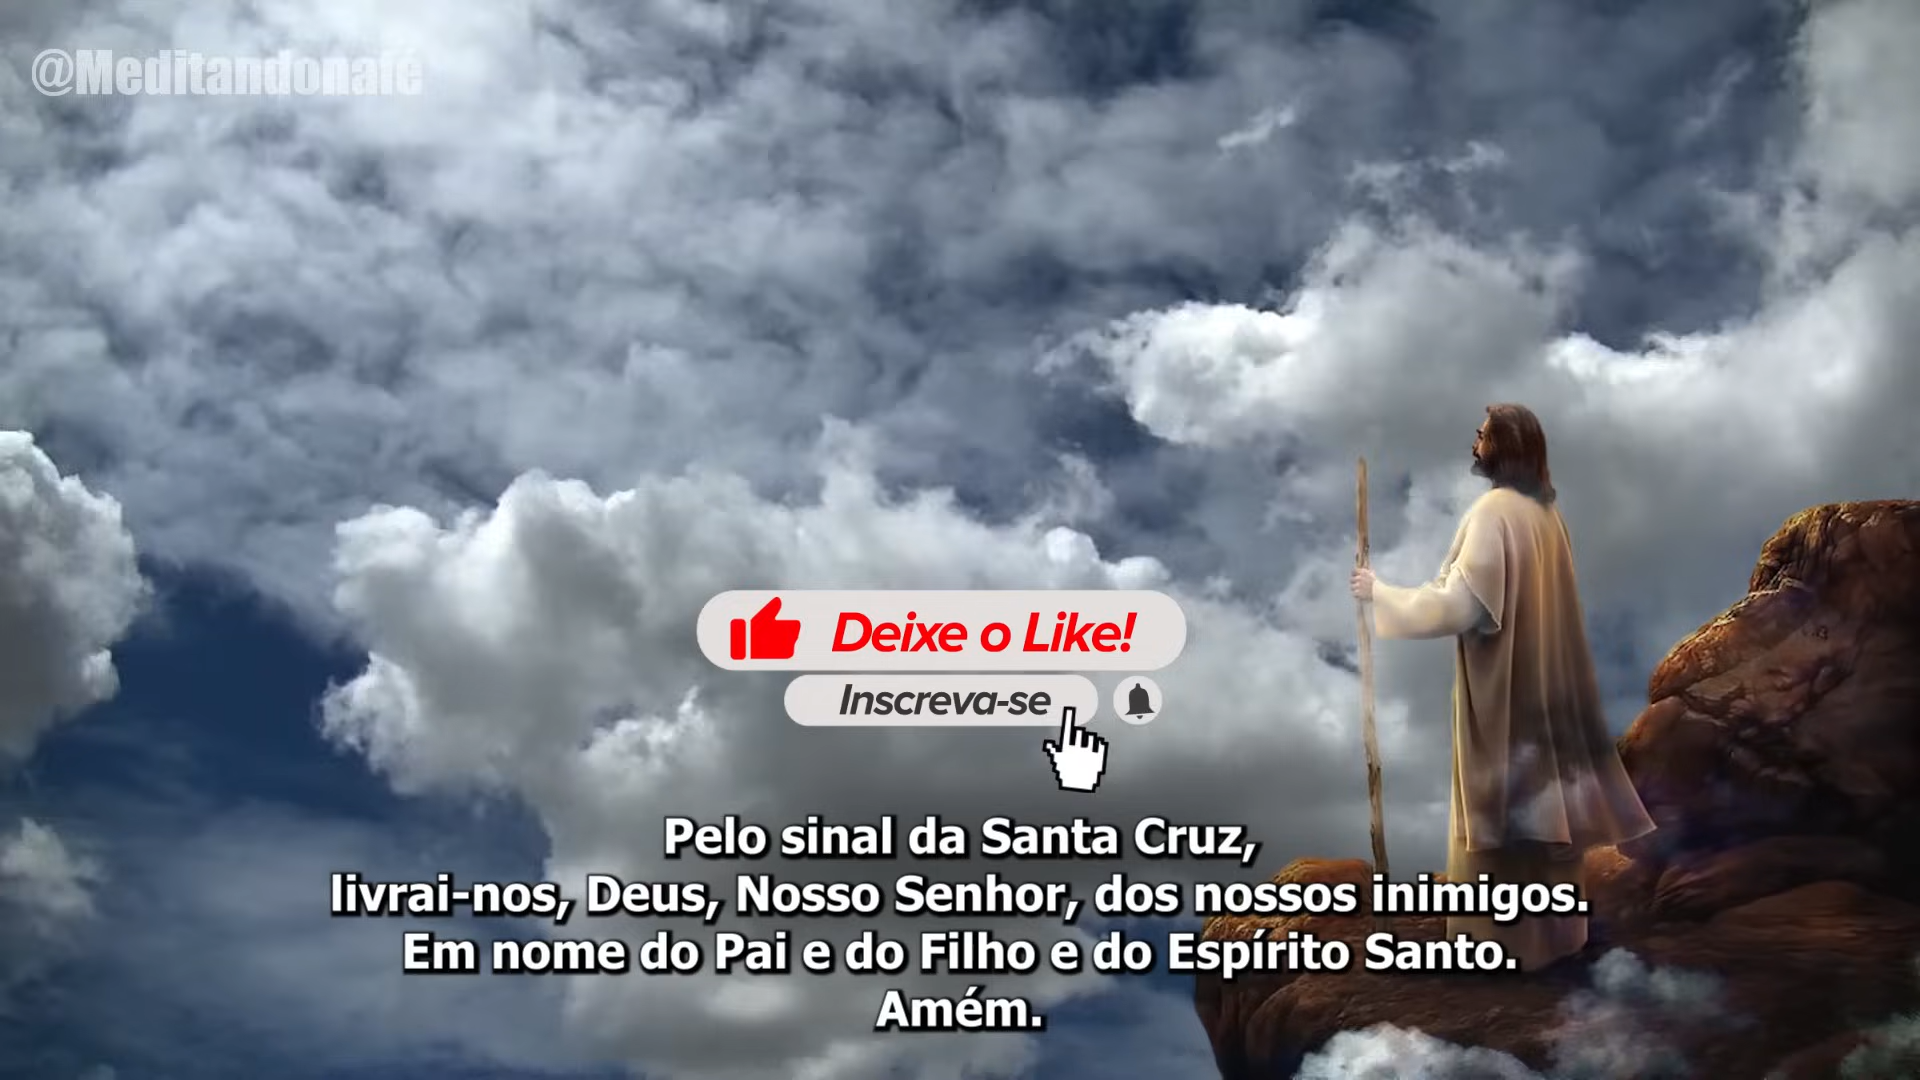 @Meditandonafé
Deixe o Like!
Inscreva-se
Pelo sinal da Santa Cruz,
livrai-nos, Deus, Nosso Senhor, dos nossos inimigos.
Em nome do Pai e do Filho e do Espírito Santo.
Amém.